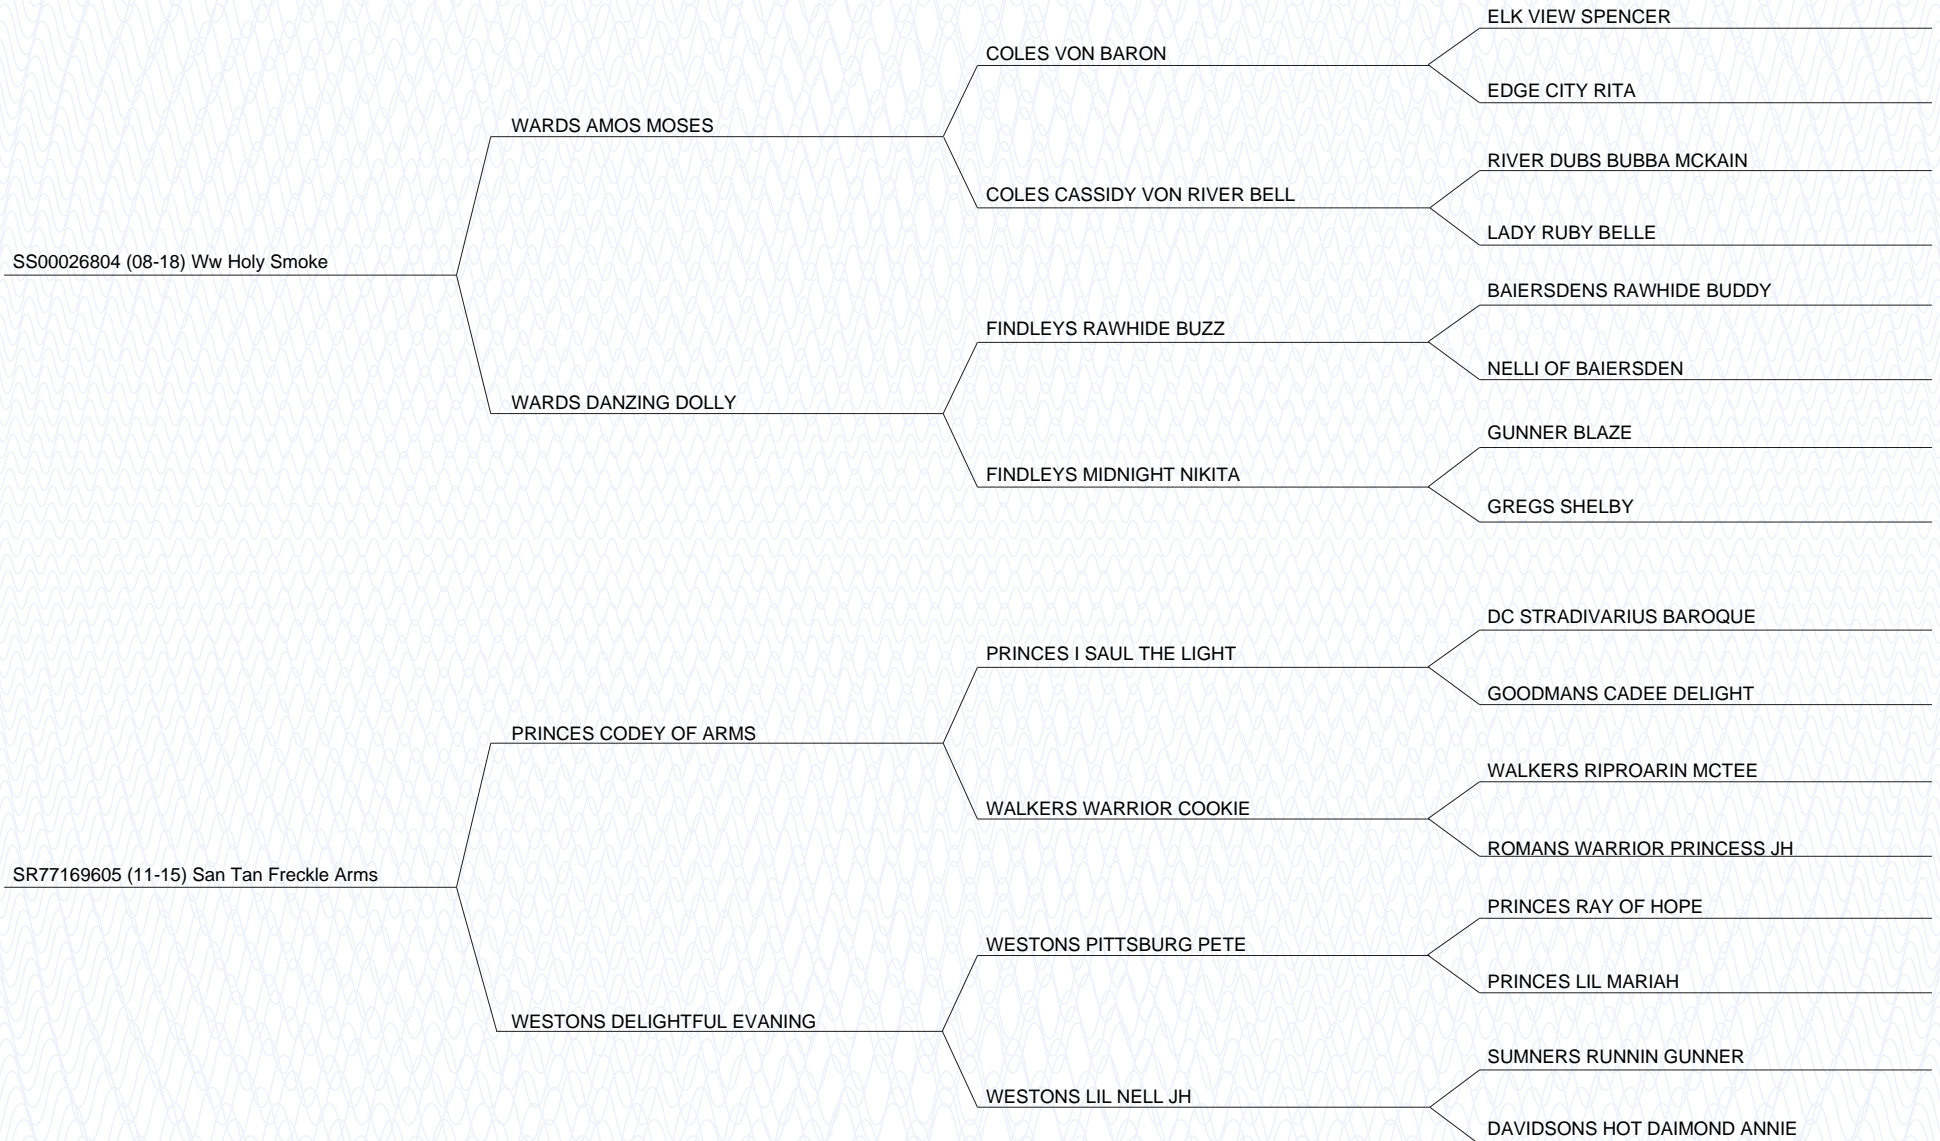 ELK VIEW SPENCER
COLES VON BARON
EDGE CITY RITA
WARDS AMOS MOSES
RIVER DUBS BUBBA MCKAIN
COLES CASSIDY VON RIVER BELL
LADY RUBY BELLE
SS00026804 (08-18) Ww Holy Smoke
BAIERSDENS RAWHIDE BUDDY
FINDLEYS RAWHIDE BUZZ
NELLI OF BAIERSDEN
WARDS DANZING DOLLY
GUNNER BLAZE
FINDLEYS MIDNIGHT NIKITA
GREGS SHELBY
DC STRADIVARIUS BAROQUE
PRINCES I SAUL THE LIGHT
GOODMANS CADEE DELIGHT
PRINCES CODEY OF ARMS
WALKERS RIPROARIN MCTEE
WALKERS WARRIOR COOKIE
ROMANS WARRIOR PRINCESS JH
SR77169605 (11-15) San Tan Freckle Arms
PRINCES RAY OF HOPE
WESTONS PITTSBURG PETE
PRINCES LIL MARIAH
WESTONS DELIGHTFUL EVANING
SUMNERS RUNNIN GUNNER
WESTONS LIL NELL JH
DAVIDSONS HOT DAIMOND ANNIE